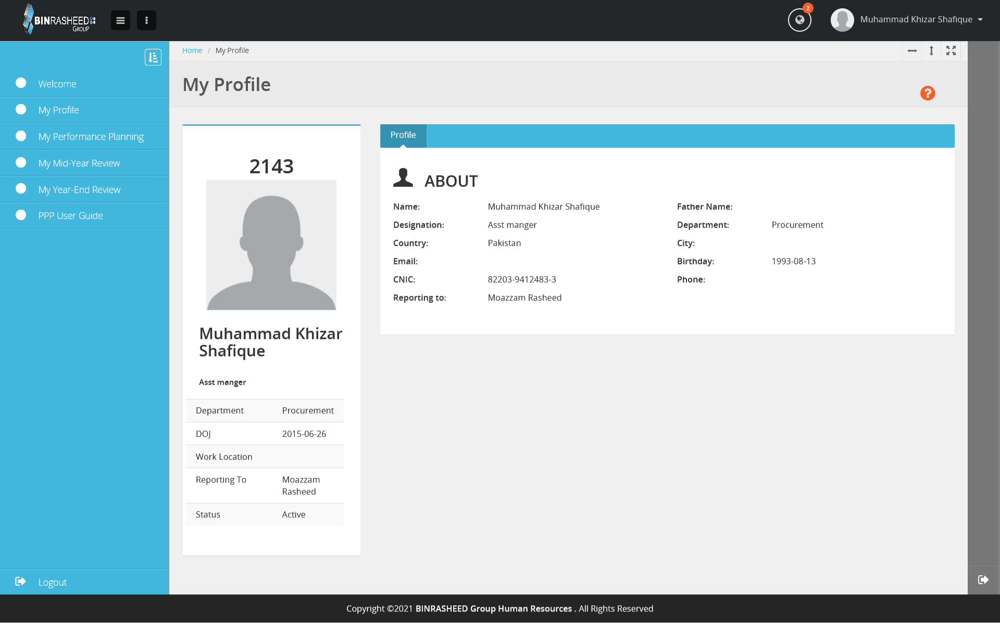 BINRASHEED
GROUP
2
Muhammad Khizar Shafique
Home / My Profile
Welcome
My Profile
My Performance Planning
My Mid-Year Review
My Year-End Review
PPP User Guide
Logout
My Profile
?
2143
Muhammad Khizar
Shafique
Asst manger
Department Procurement
DOJ 2015-06-26
Work Location
Reporting To Moazzam
Rasheed
Status Active
Profile
ABOUT
Name: Muhammad Khizar Shafique Father Name:
Designation: Asst manger Department: Procurement
Country: Pakistan City:
Email: Birthday: 1993-08-13
CNIC: 82203-9412483-3 Phone:
Reporting to: Moazzam Rasheed
Copyright ©2021 BINRASHEED Group Human Resources . All Rights Reserved